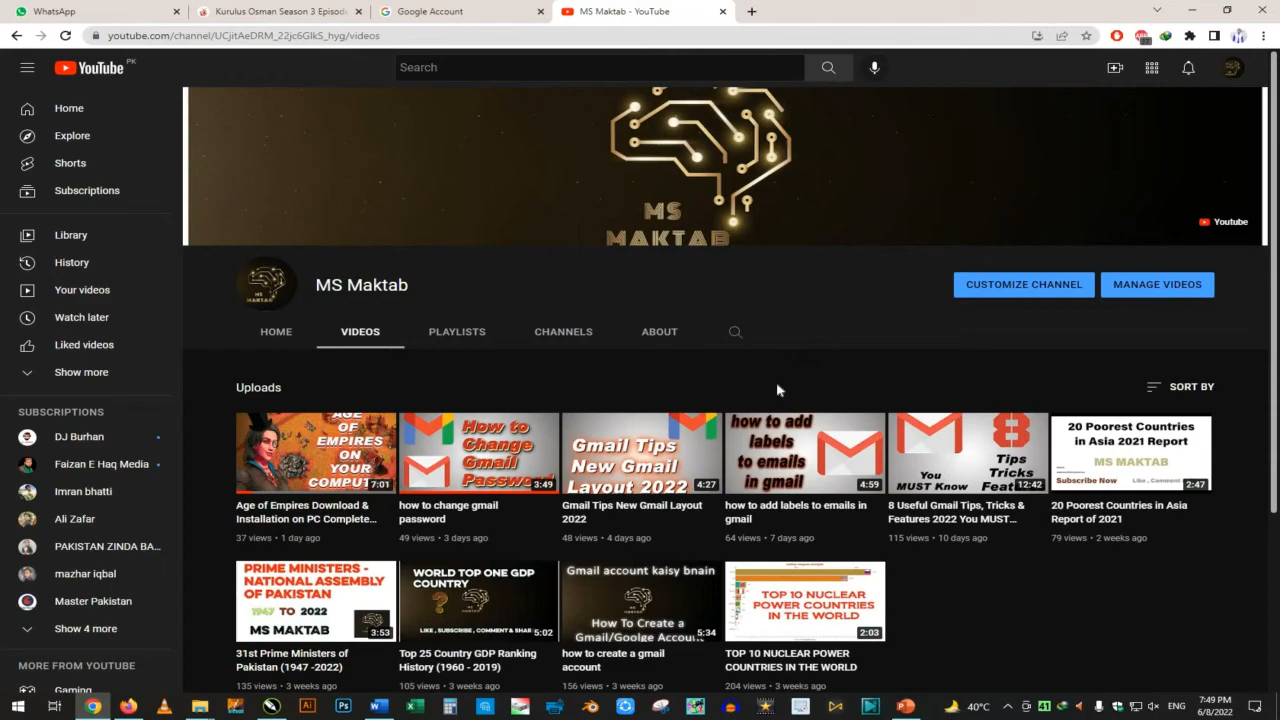 WhatsApp
Kurulus Osman Season 3 Episode
Google Account
MS Maktab - YouTube
youtube.com/channel/UCjitAeDRM_22jc6GlkS_hyg/videos
YouTube PK
Search
Home
Explore
Shorts
Subscriptions
Library
History
Your videos
Watch later
Liked videos
Show more
SUBSCRIPTIONS
DJ Burhan
Faizan E Haq Media
Imran bhatti
Ali Zafar
PAKISTAN ZINDA BA...
mazhar iqbal
Master Pakistan
Show 4 more
MORE FROM YOUTUBE
Gaming
MS
MAKTAB
Youtube
MS Maktab
CUSTOMIZE CHANNEL
MANAGE VIDEOS
HOME
VIDEOS
PLAYLISTS
CHANNELS
ABOUT
Uploads
SORT BY
AGE OF
EMPIRES
ON YOUR
COMPUT
7:01
Age of Empires Download &
Installation on PC Complete...
37 views • 1 day ago
How to
Change
Gmail
Password
3:49
how to change gmail
password
49 views • 3 days ago
Gmail Tips
New Gmail
Layout 2022
4:27
Gmail Tips New Gmail Layout
2022
48 views • 4 days ago
how to add
labels
to emails
in gmail
4:59
how to add labels to emails in
gmail
64 views • 7 days ago
8
You
MUST Know
Tips
Tricks
Feat
12:42
8 Useful Gmail Tips, Tricks &
Features 2022 You MUST...
115 views • 10 days ago
20 Poorest Countries
in Asia 2021 Report
MS MAKTAB
Subscribe Now
Like , Comment
2:47
20 Poorest Countries in Asia
Report of 2021
79 views • 2 weeks ago
PRIME MINISTERS -
NATIONAL ASSEMBLY
OF PAKISTAN
1947 TO 2022
MS MAKTAB
3:53
31st Prime Ministers of
Pakistan (1947 -2022)
135 views • 3 weeks ago
WORLD TOP ONE GDP
COUNTRY
?
LIKE , SUBSCRIBE , COMMENT & SHAR
5:02
Top 25 Country GDP Ranking
History (1960 - 2019)
105 views • 3 weeks ago
Gmail account kaisy bnain
How To Create a
Gmail/Goolge Account
5:34
how to create a gmail
account
156 views • 3 weeks ago
TOP 10 NUCLEAR
POWER COUNTRIES
IN THE WORLD
2:03
TOP 10 NUCLEAR POWER
COUNTRIES IN THE WORLD
204 views • 3 weeks ago
40°C
41
ENG
7:49 PM
6/8/2022